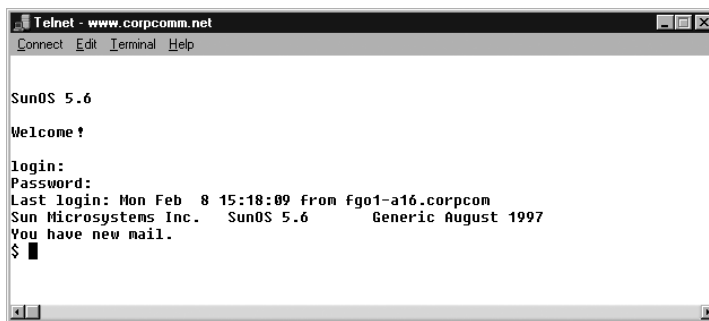 Telnet - www.corpcomm.net
Connect Edit Terminal Help
SunOS 5.6
Welcome!
login:
Password:
Last login: Mon Feb  8 15:18:09 from fgo1-a16.corpcom
Sun Microsystems Inc.   SunOS 5.6       Generic August 1997
You have new mail.
$